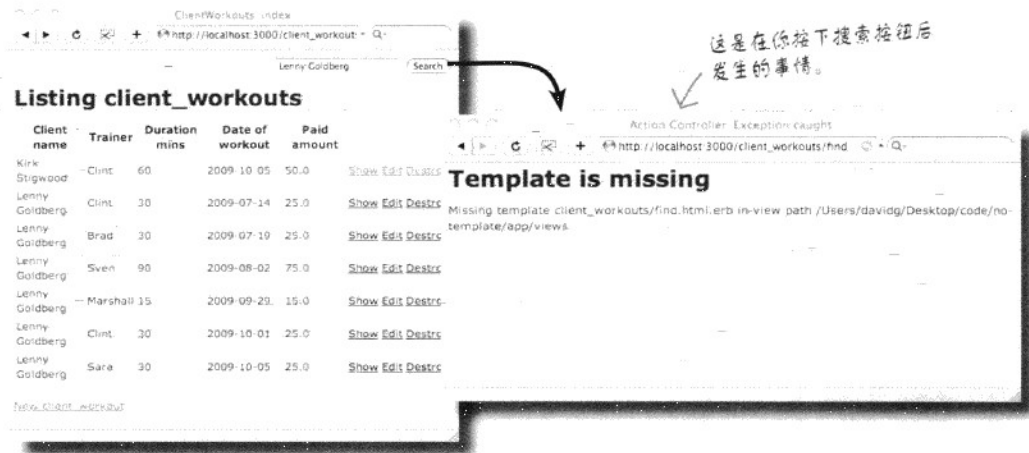 ClientWorkouts: index
http://localhost:3000/client_workout
Q-
Lenny Goldberg
Search
Listing client_workouts
Client name Trainer Duration mins Date of workout Paid amount
Kirk Stigwood Clint 60 2009-10-05 50.0 Show Edit Destroy
Lenny Goldberg Clint 30 2009-07-14 25.0 Show Edit Destrc
Lenny Goldberg Brad 30 2009-07-19 25.0 Show Edit Destrc
Lenny Goldberg Sven 90 2009-08-02 75.0 Show Edit Destrc
Lenny Goldberg Marshall 15 2009-09-29 15.0 Show Edit Destrc
Lenny Goldberg Clint 30 2009-10-01 25.0 Show Edit Destrc
Lenny Goldberg Sara 30 2009-10-05 25.0 Show Edit Destrc
New client_workout
这是在你按下搜索按钮后
发生的事情。
Action Controller: Exception caught
http://localhost:3000/client_workouts/find
Q-
Template is missing
Missing template client_workouts/find.html.erb in view path /Users/davidg/Desktop/code/no-
template/app/views